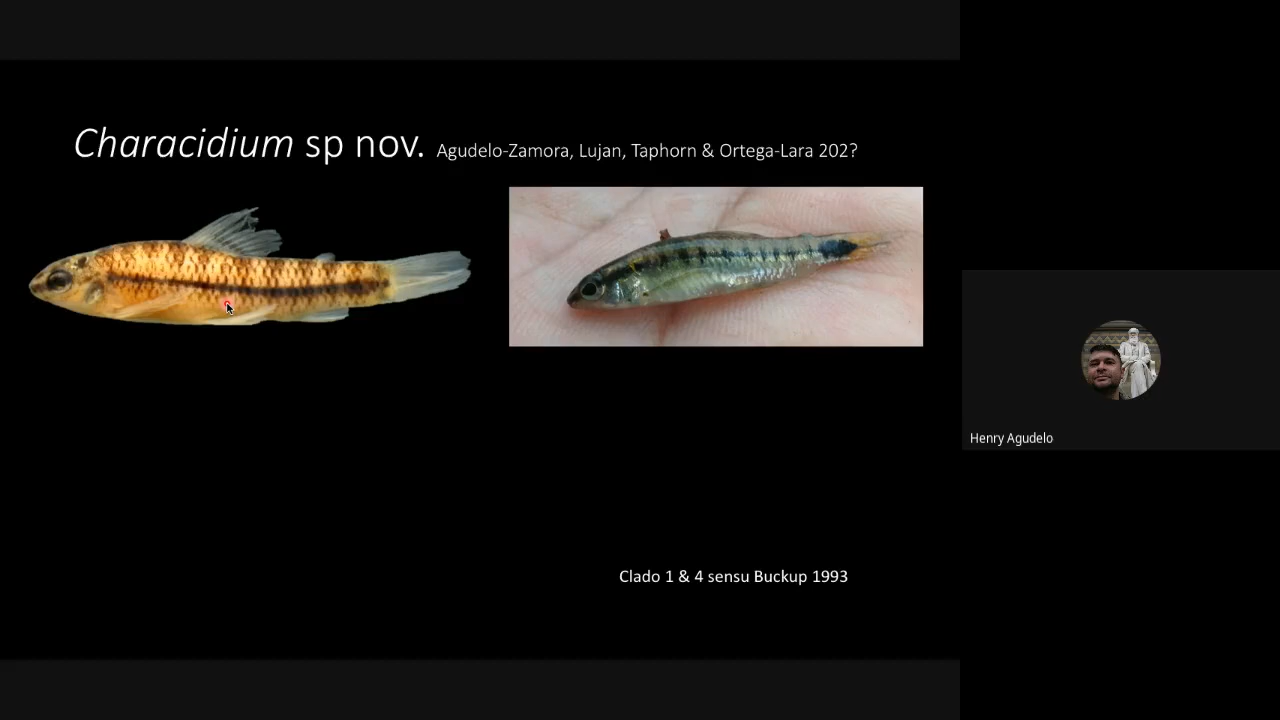 Characidium sp nov. Agudelo-Zamora, Lujan, Taphorn & Ortega-Lara 202?
Clado 1 & 4 sensu Buckup 1993
Henry Agudelo